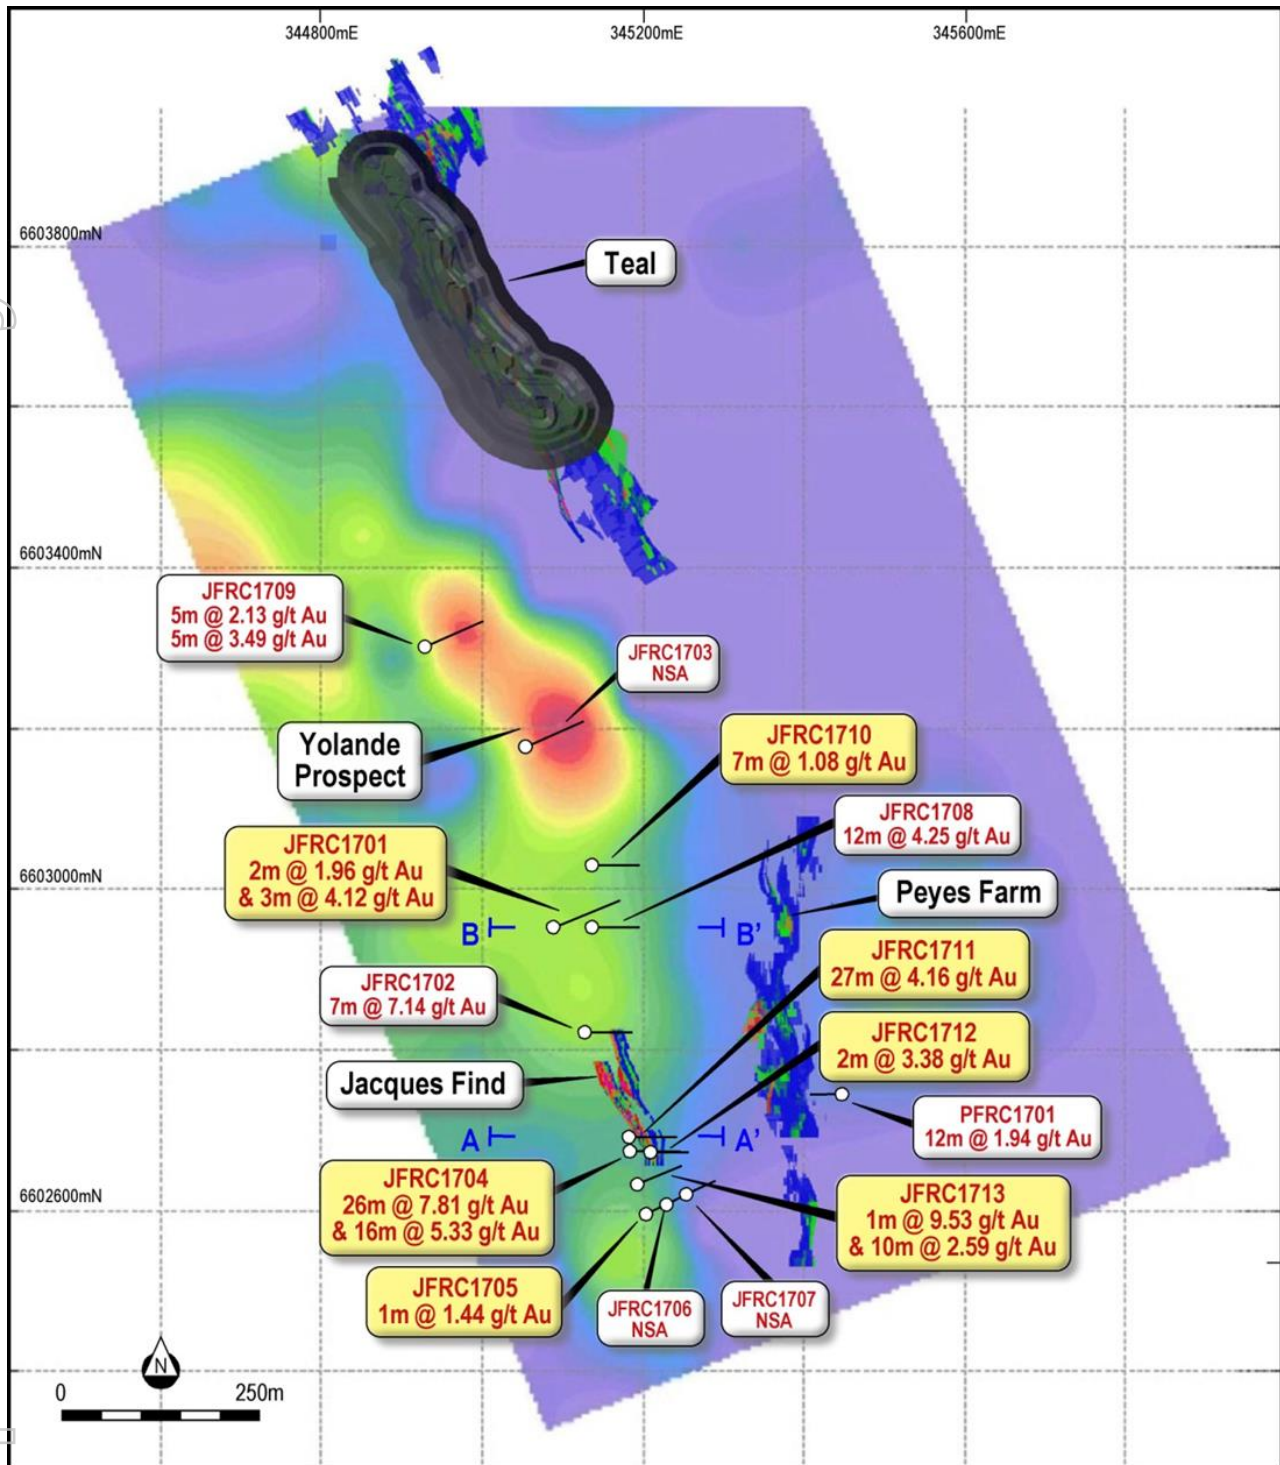 344800mE
345200mE
345600mE
6603800mN
Teal
6603400mN
JFRC1709
5m @ 2.13 g/t Au
5m @ 3.49 g/t Au
JFRC1703
NSA
Yolande
Prospect
JFRC1710
7m @ 1.08 g/t Au
JFRC1708
12m @ 4.25 g/t Au
JFRC1701
2m @ 1.96 g/t Au
& 3m @ 4.12 g/t Au
6603000mN
Peyes Farm
B
B'
JFRC1711
27m @ 4.16 g/t Au
JFRC1702
7m @ 7.14 g/t Au
JFRC1712
2m @ 3.38 g/t Au
Jacques Find
PFRC1701
12m @ 1.94 g/t Au
A
A'
JFRC1704
26m @ 7.81 g/t Au
& 16m @ 5.33 g/t Au
6602600mN
JFRC1713
1m @ 9.53 g/t Au
& 10m @ 2.59 g/t Au
JFRC1705
1m @ 1.44 g/t Au
JFRC1706
NSA
JFRC1707
NSA
N
0
250m